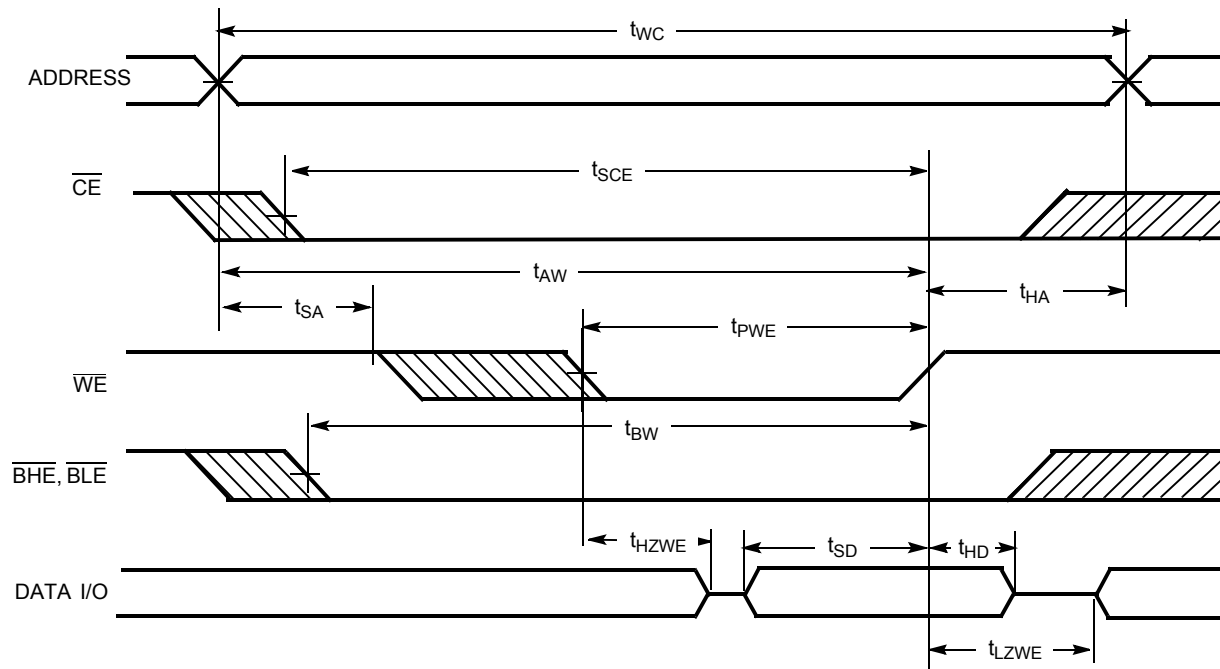 tWC
ADDRESS
CE
tSCE
tAW
tSA
tHA
tPWE
WE
tBW
BHE, BLE
tHZWE
tSD
tHD
DATA I/O
tLZWE